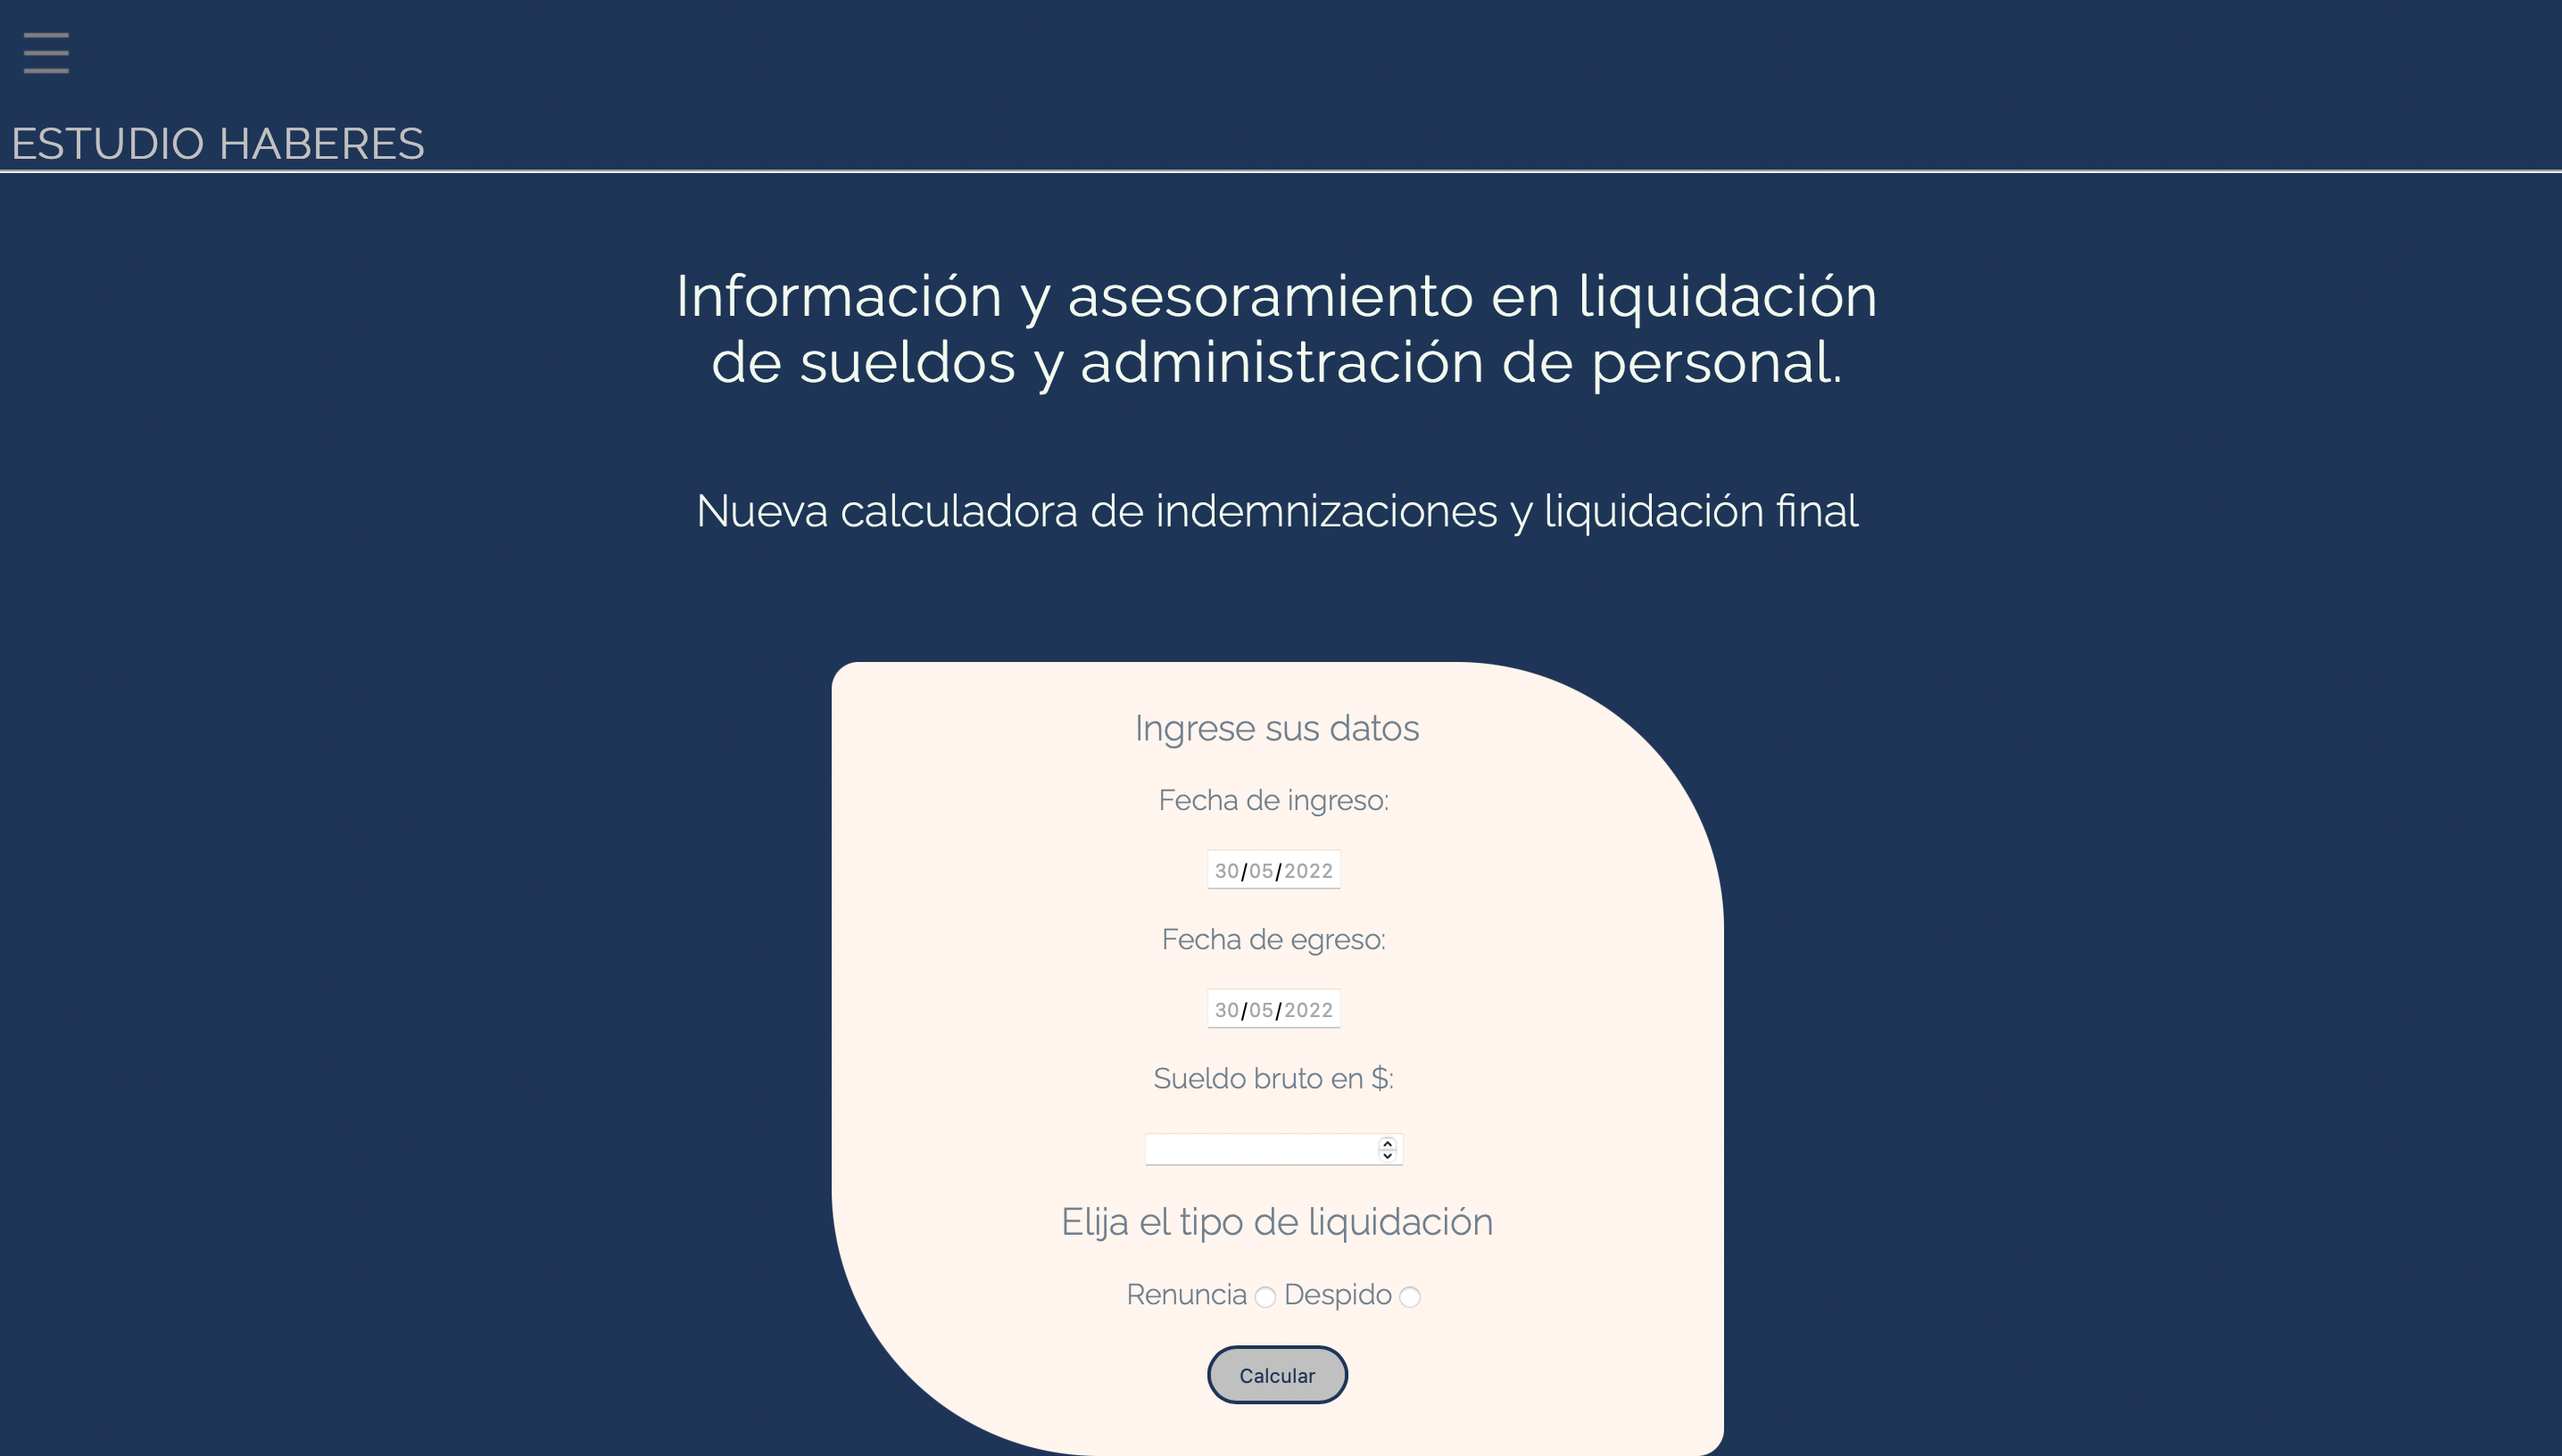 ESTUDIO HABERES
Información y asesoramiento en liquidación
de sueldos y administración de personal.
Nueva calculadora de indemnizaciones y liquidación final
Ingrese sus datos
Fecha de ingreso:
30/05/2022
Fecha de egreso:
30/05/2022
Sueldo bruto en $:
Elija el tipo de liquidación
Renuncia Despido
Calcular